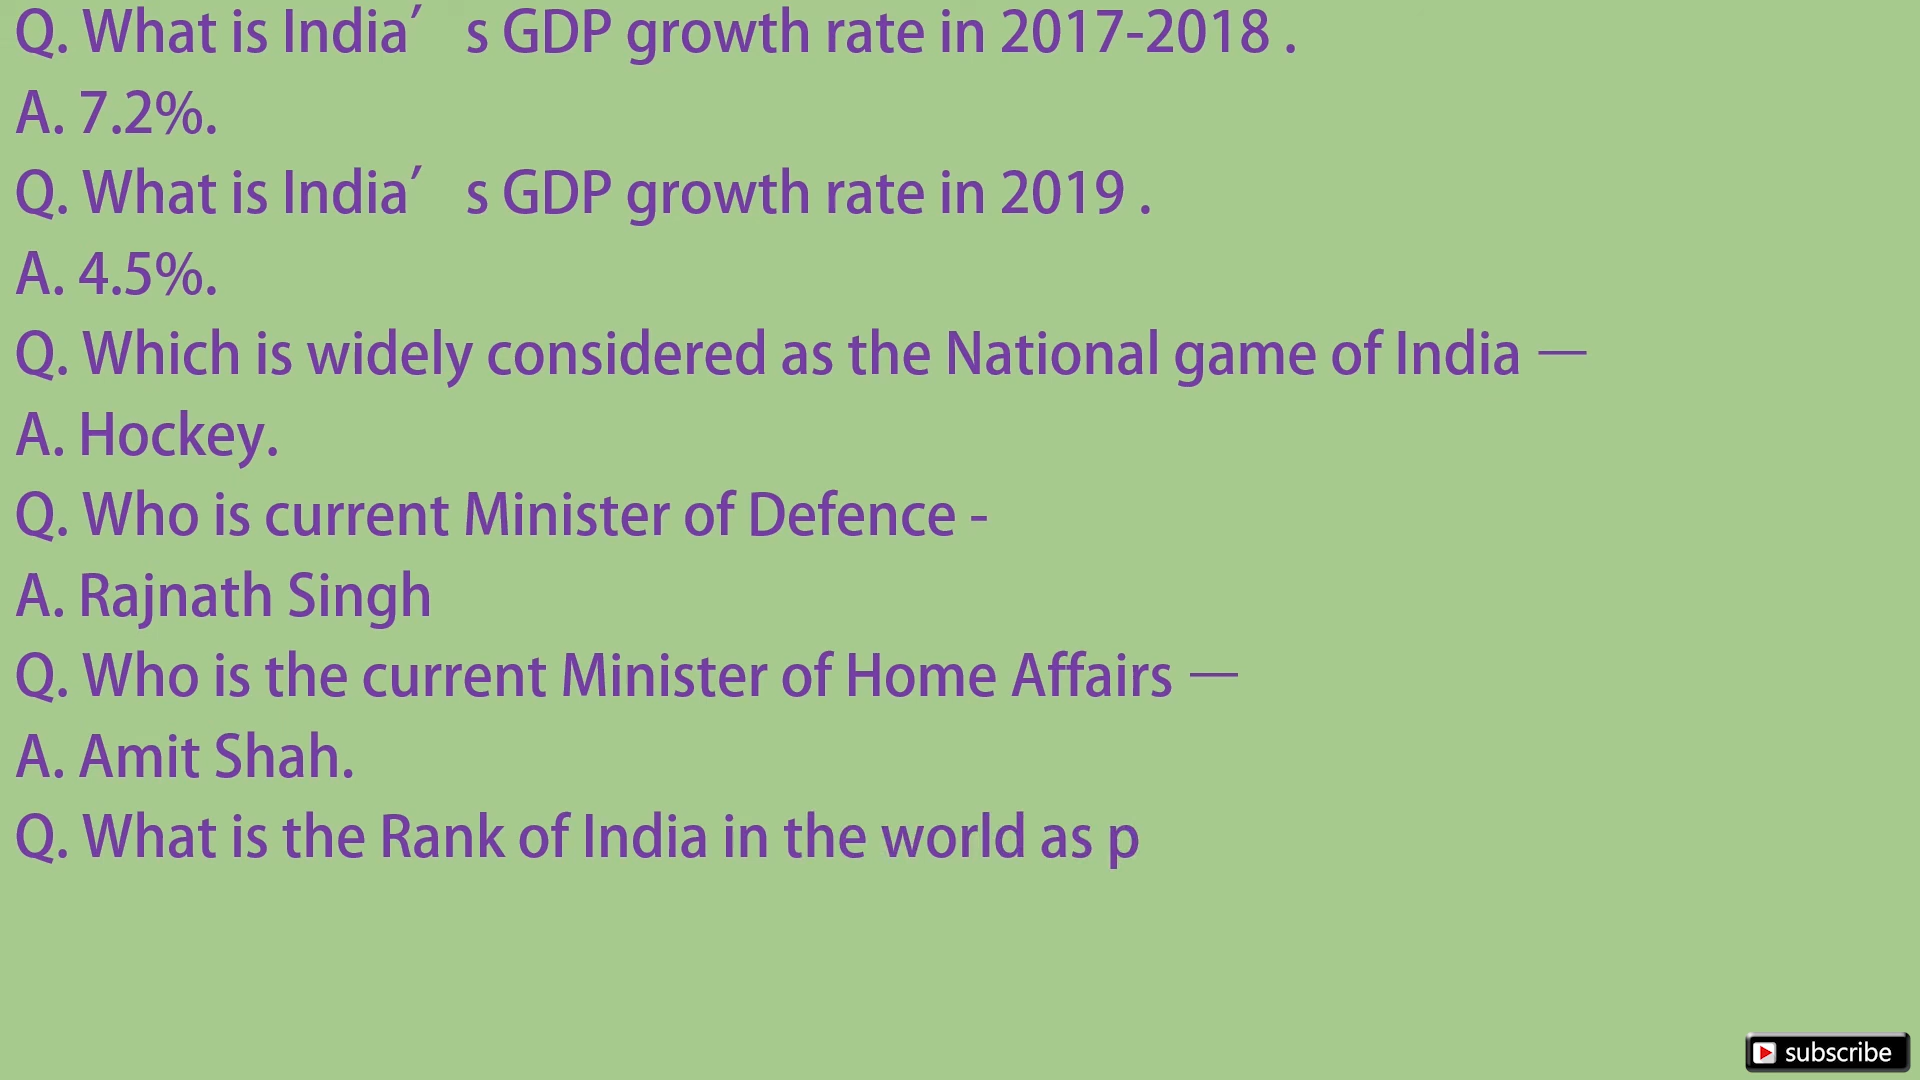 Q. What is India′ s GDP growth rate in 2017-2018 .
A. 7.2%.
Q. What is India′ s GDP growth rate in 2019 .
A. 4.5%.
Q. Which is widely considered as the National game of India —
A. Hockey.
Q. Who is current Minister of Defence -
A. Rajnath Singh
Q. Who is the current Minister of Home Affairs —
A. Amit Shah.
Q. What is the Rank of India in the world as p
subscribe